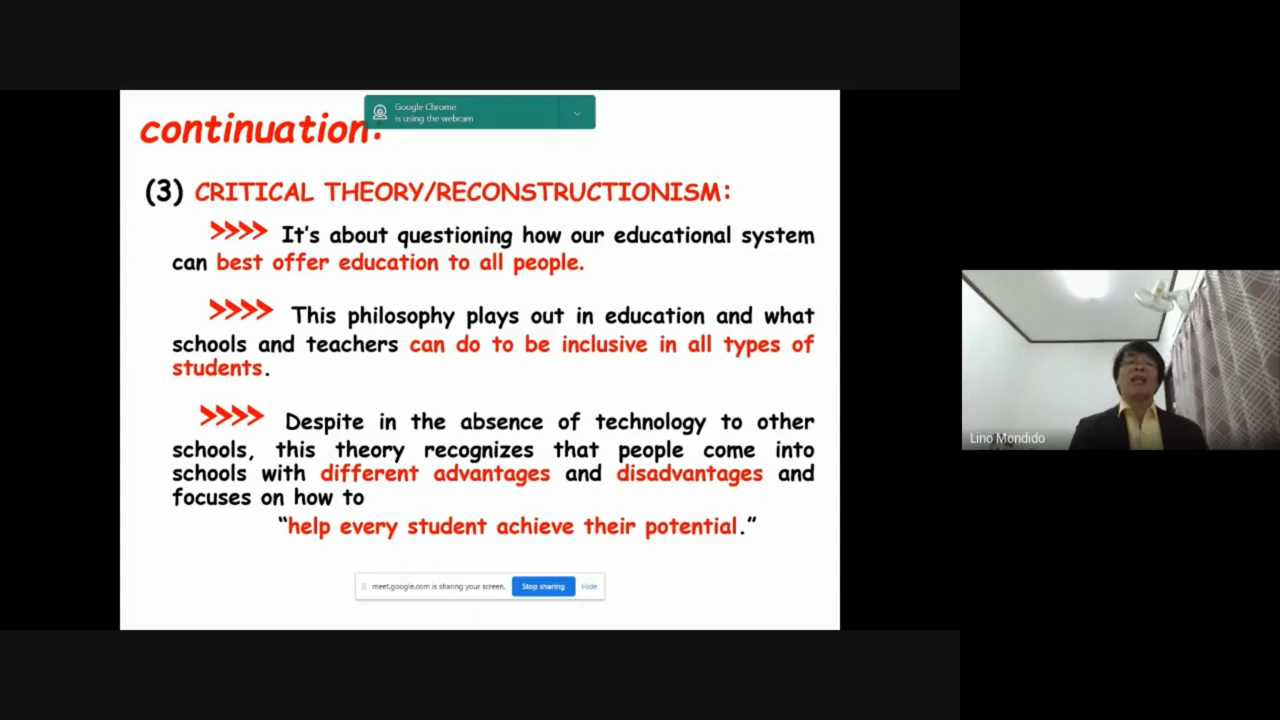 Google Chrome
is using the webcam
continuation:
(3) CRITICAL THEORY/RECONSTRUCTIONISM:
>>>> It's about questioning how our educational system
can best offer education to all people.
>>>> This philosophy plays out in education and what
schools and teachers can do to be inclusive in all types of
students.
>>>> Despite in the absence of technology to other
schools, this theory recognizes that people come into
schools with different advantages and disadvantages and
focuses on how to
“help every student achieve their potential.”
meet.google.com is sharing your screen. Stop sharing Hide
Lino Mondido